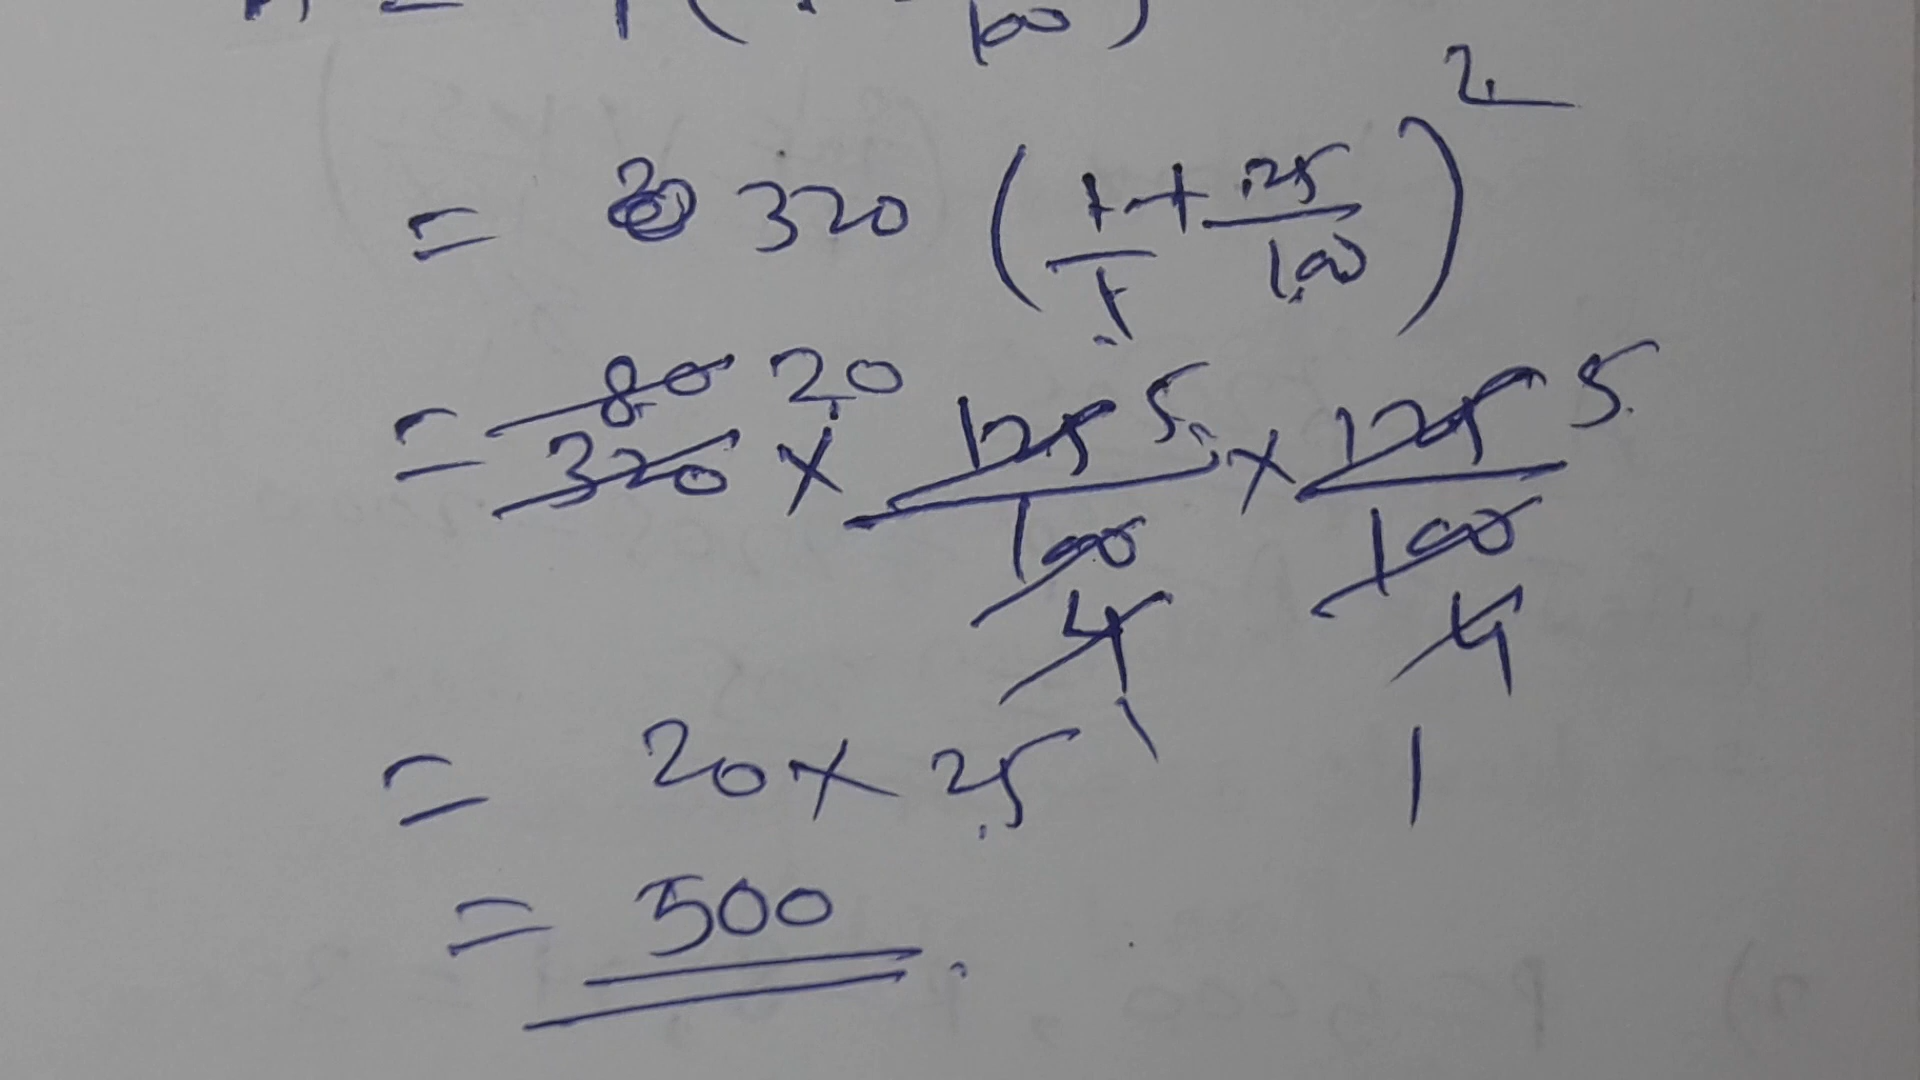 100 )
= 320 ( 1/1 + 25/100 )^2
80 20
= 320 × 125/100 5 × 125/100 5
4 4
= 20 × 25 1 1
= 500